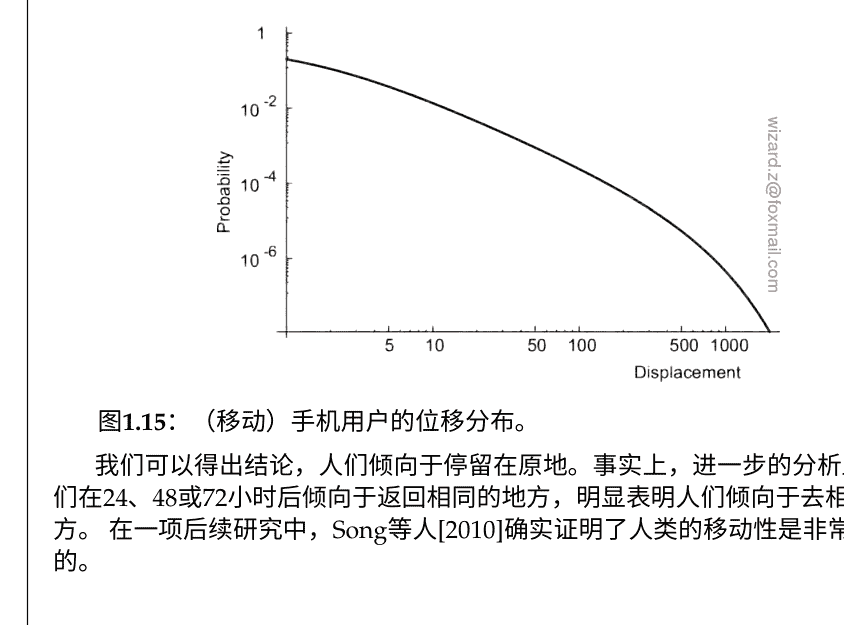 1
10-2
10-4
10-6
Probability
5 10 50 100 500 1000
Displacement
wizard.z@foxmail.com
图1.15：（移动）手机用户的位移分布。
我们可以得出结论，人们倾向于停留在原地。事实上，进一步的分析
们在24、48或72小时后倾向于返回相同的地方，明显表明人们倾向于去相
方。 在一项后续研究中，Song等人[2010]确实证明了人类的移动性是非常
的。